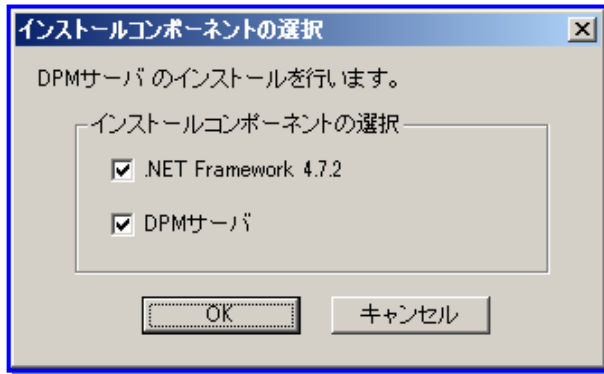 インストールコンポーネントの選択
DPMサーバ のインストールを行います。
インストールコンポーネントの選択
.NET Framework 4.7.2
DPMサーバ
OK
キャンセル